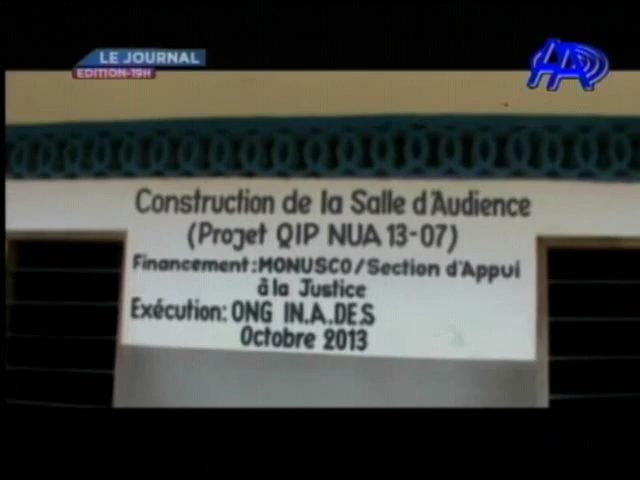 LE JOURNAL
EDITION-19H
Construction de la Salle d'Audience
(Projet QIP NUA 13-07)
Financement: MONUSCO/Section d'Appui
à la Justice
Exécution: ONG IN.A.DES
Octobre 2013